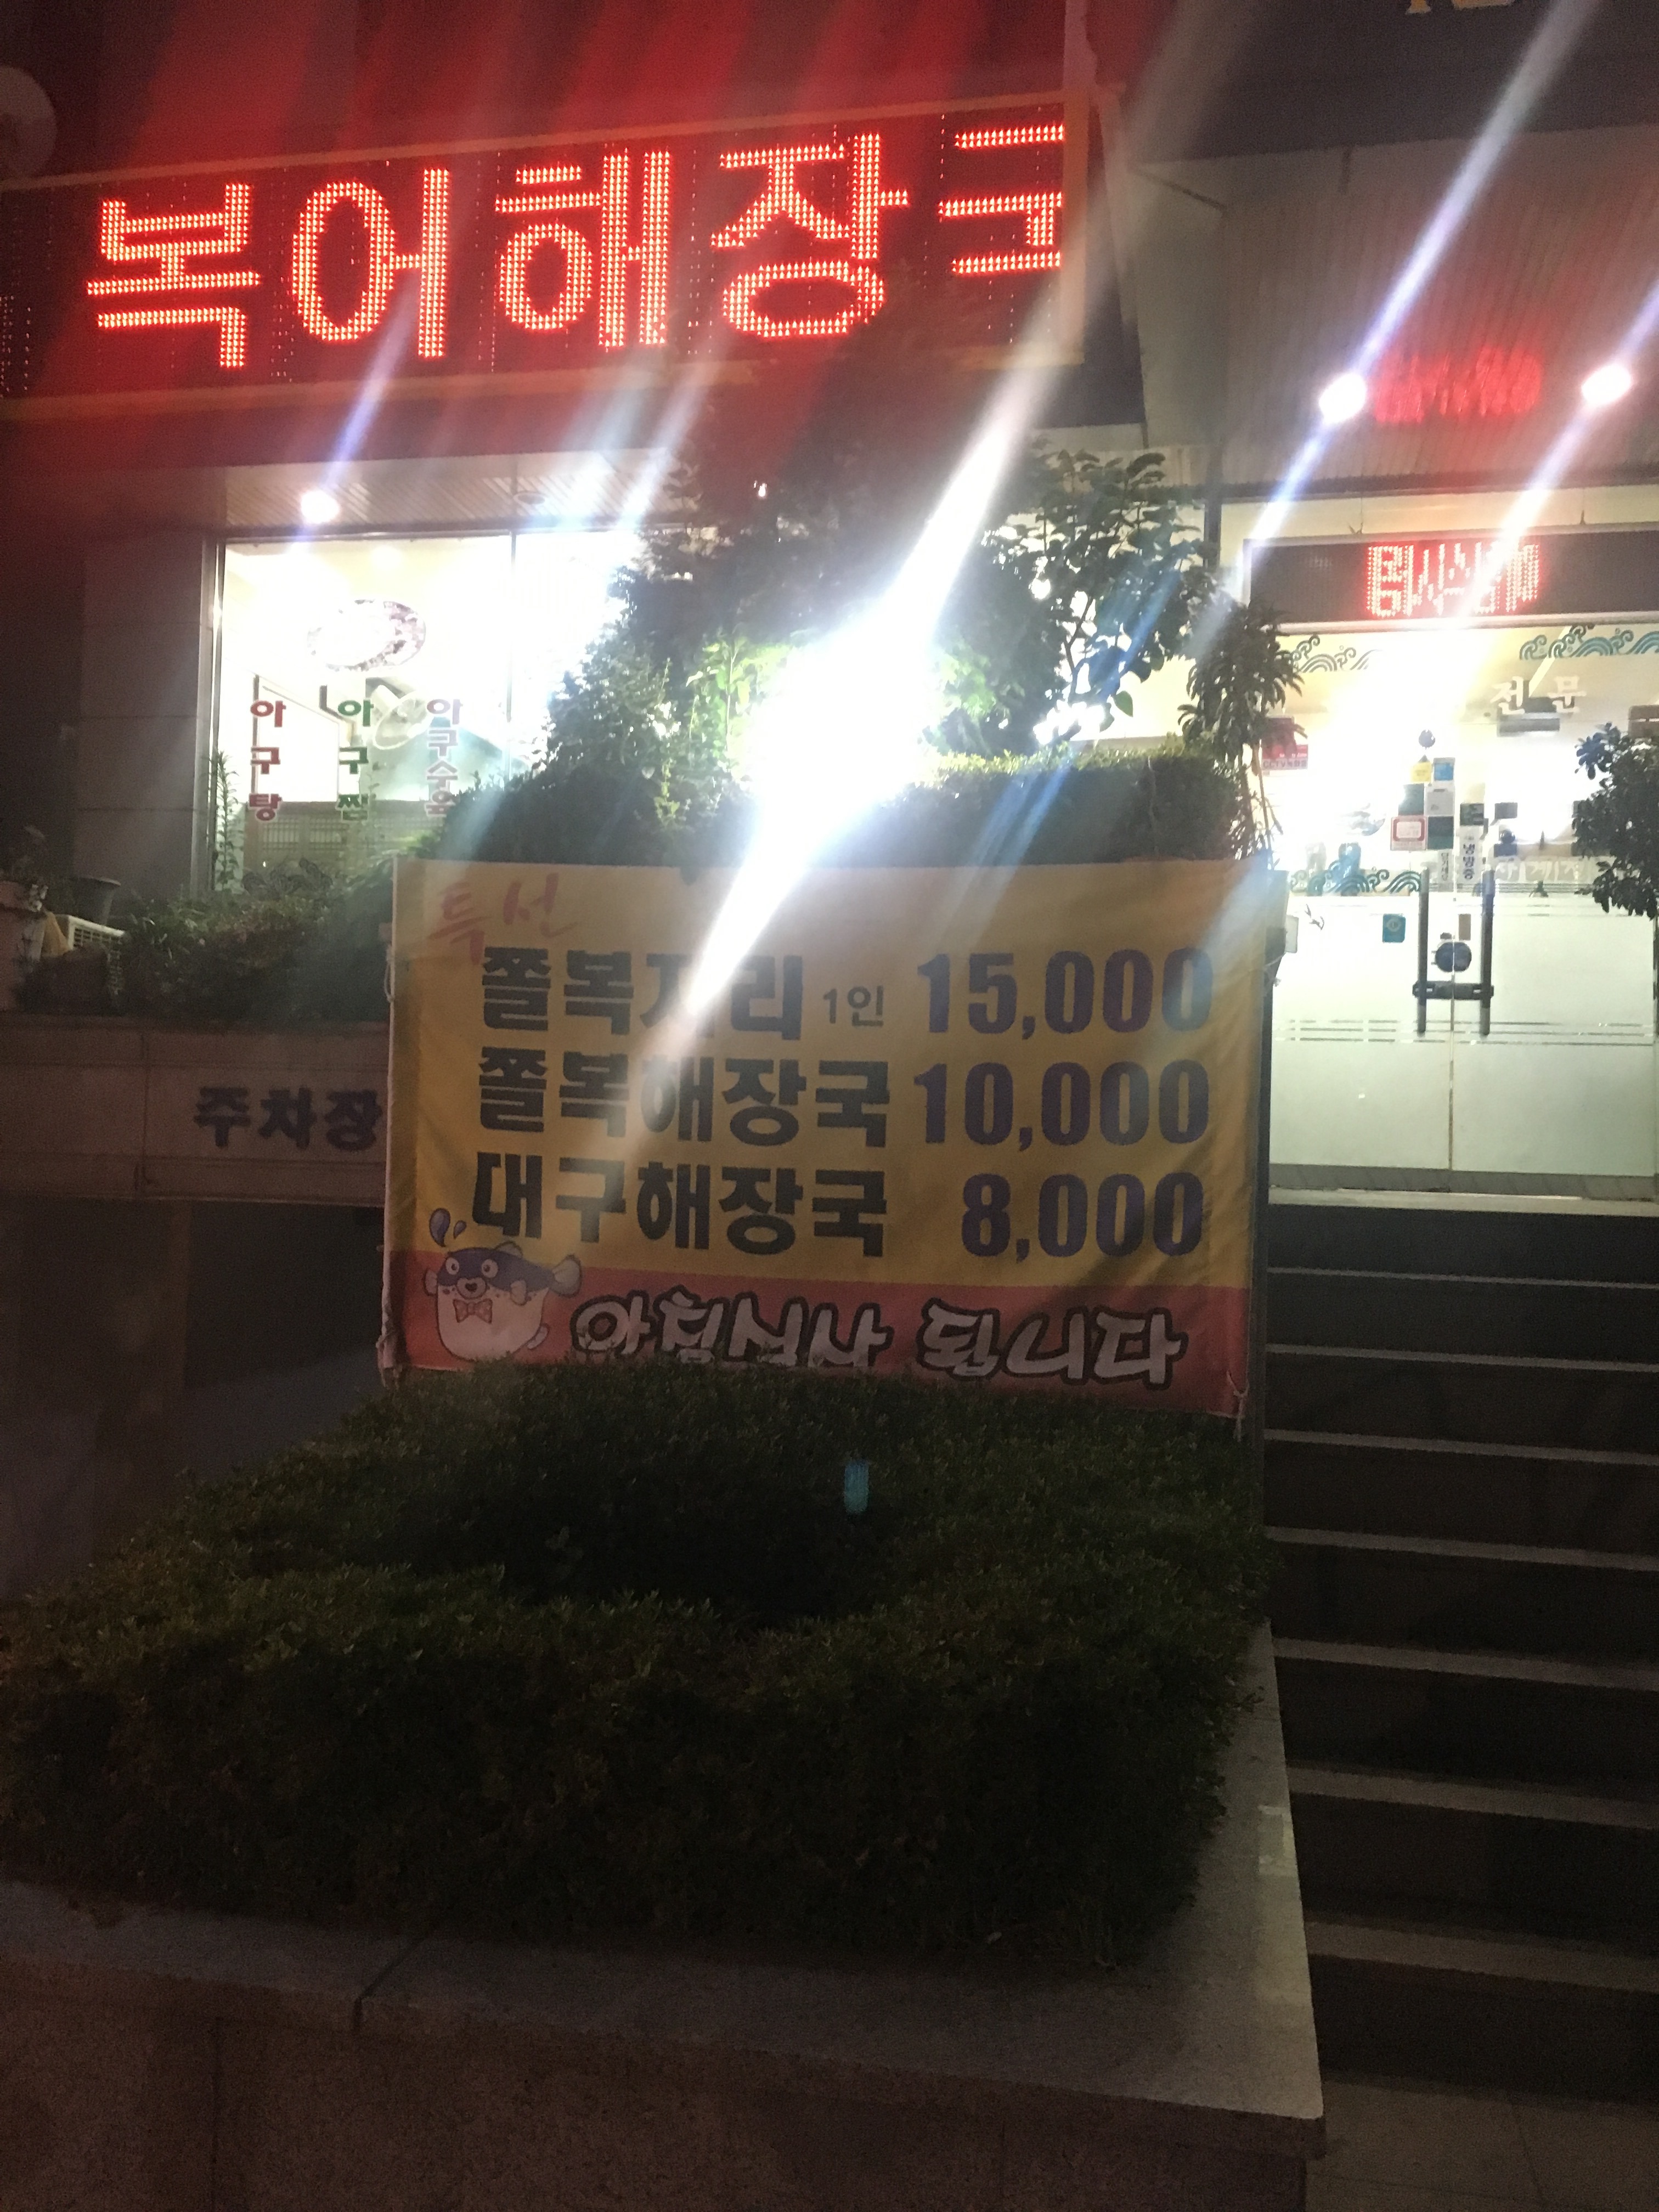 복어해장국
아구탕
아구찜
아구수육
전문
특선
쫄복지리 1인 15,000
쫄복해장국 10,000
대구해장국 8,000
아침식사 됩니다
주차장